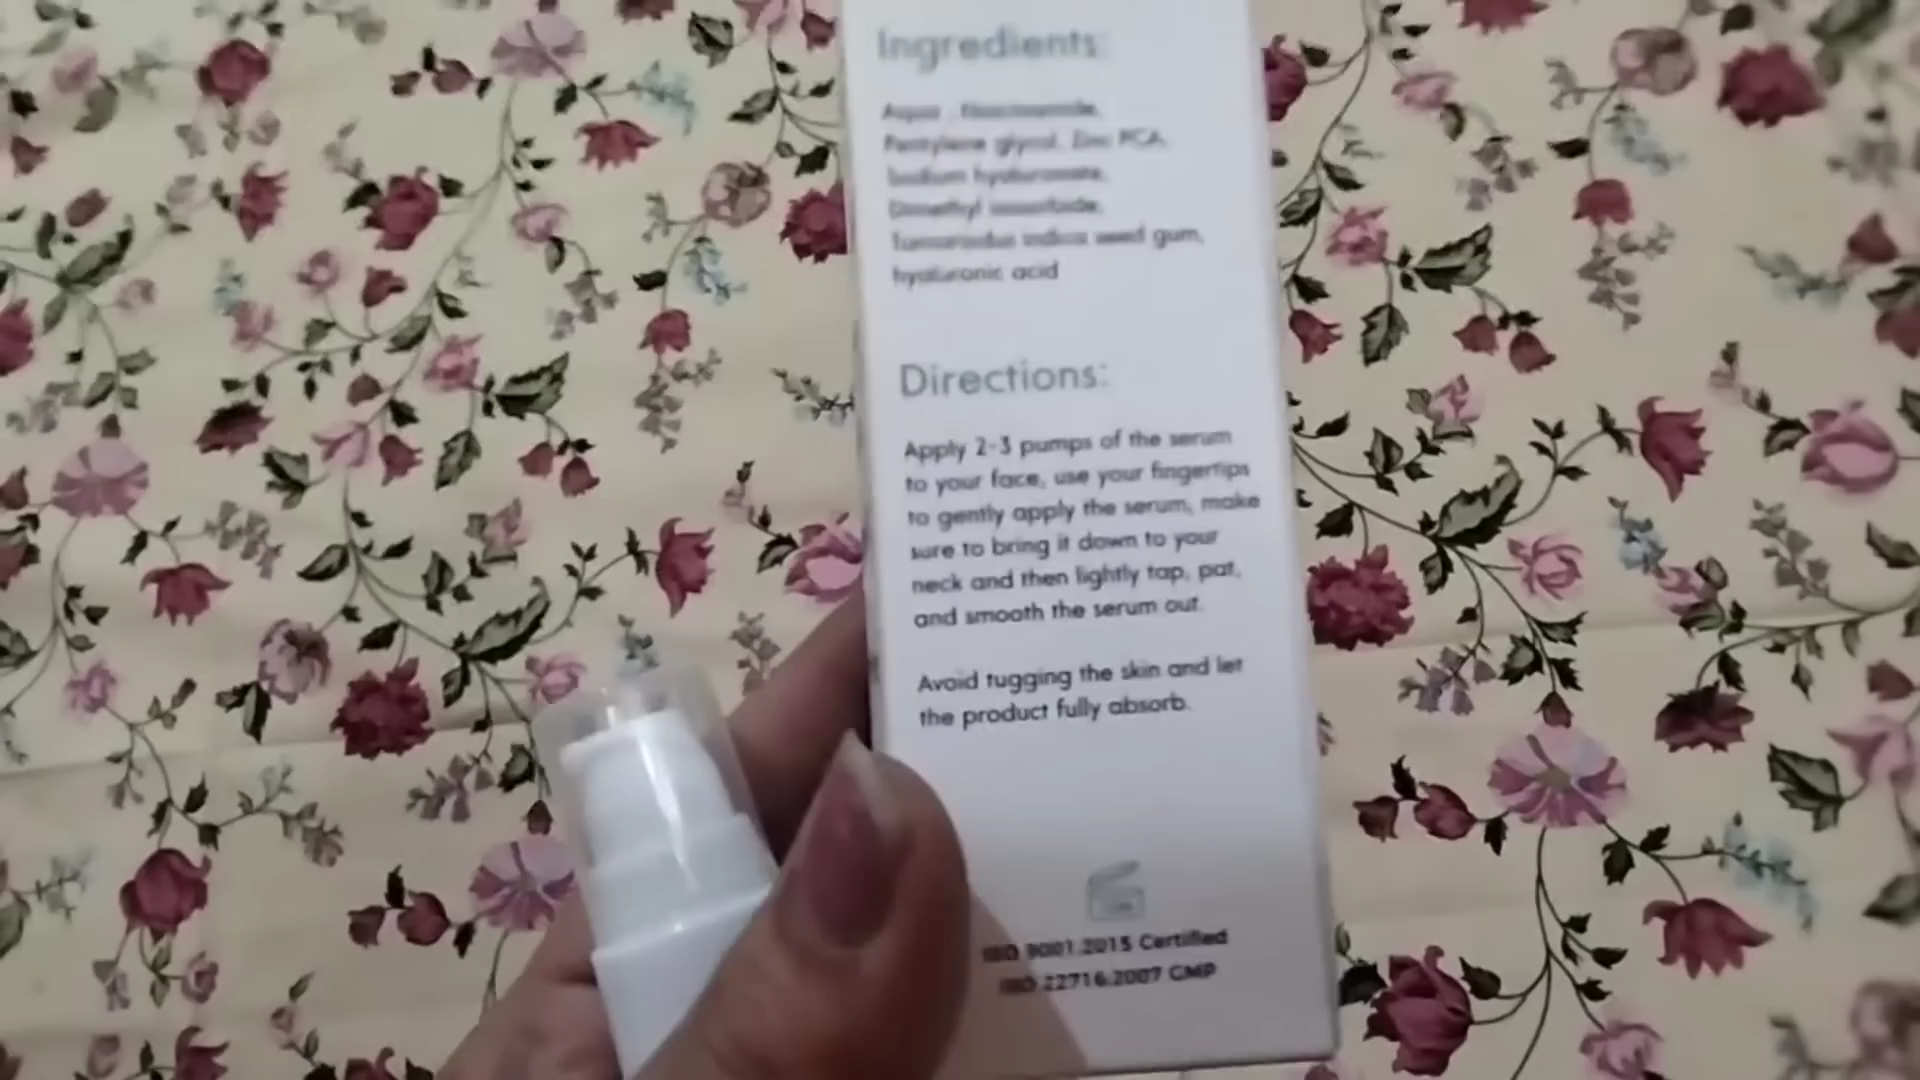 Ingredients:
Aqua, Niacinamide,
Pentylene glycol, Zinc PCA,
Sodium hyaluronate,
Dimethyl isosorbide,
Tamarindus indica seed gum,
hyaluronic acid
Directions:
Apply 2-3 pumps of the serum
to your face, use your fingertips
to gently apply the serum, make
sure to bring it down to your
neck and then lightly tap, pat,
and smooth the serum out.
Avoid tugging the skin and let
the product fully absorb.
ISO 9001:2015 Certified
ISO 22716:2007 GMP